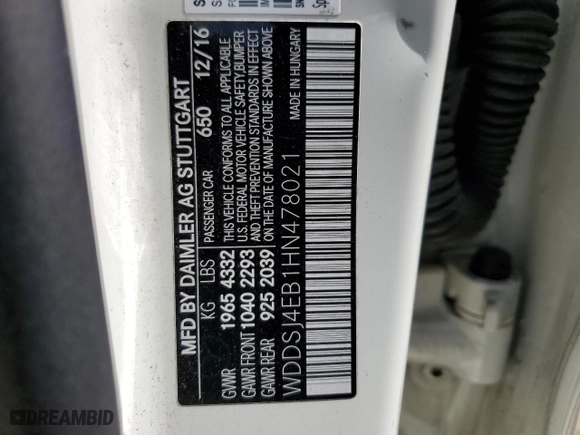 MFD BY DAIMLER AG STUTTGART
KG LBS PASSENGER CAR 650 12/16
GVWR 1965 4332
GAWR FRONT 1040 2293
GAWR REAR 925 2039
THIS VEHICLE CONFORMS TO ALL APPLICABLE
U.S. FEDERAL MOTOR VEHICLE SAFETY,BUMPER
AND THEFT PREVENTION STANDARDS IN EFFECT
ON THE DATE OF MANUFACTURE SHOWN ABOVE
MADE IN HUNGARY
WDDSJ4EB1HN478021
DREAMBID